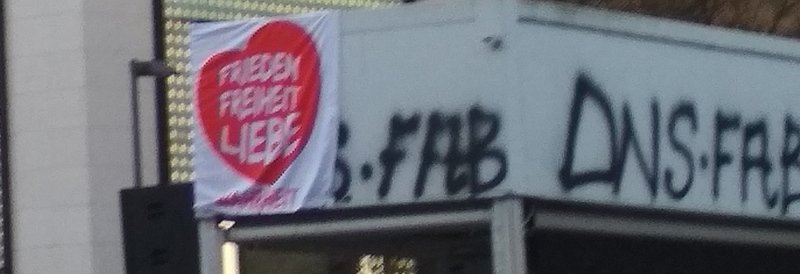 FRIEDEN
FREIHEIT
LIEBE
S·FAB
DNS·FAB